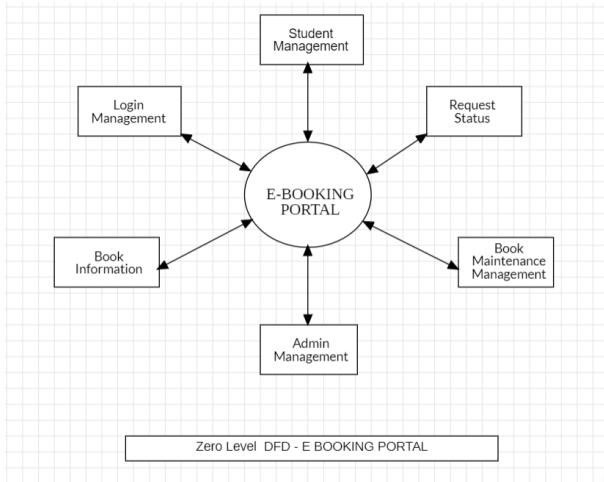 Student
Management
Login
Management
Request
Status
E-BOOKING
PORTAL
Book
Information
Book
Maintenance
Management
Admin
Management
Zero Level  DFD - E BOOKING PORTAL